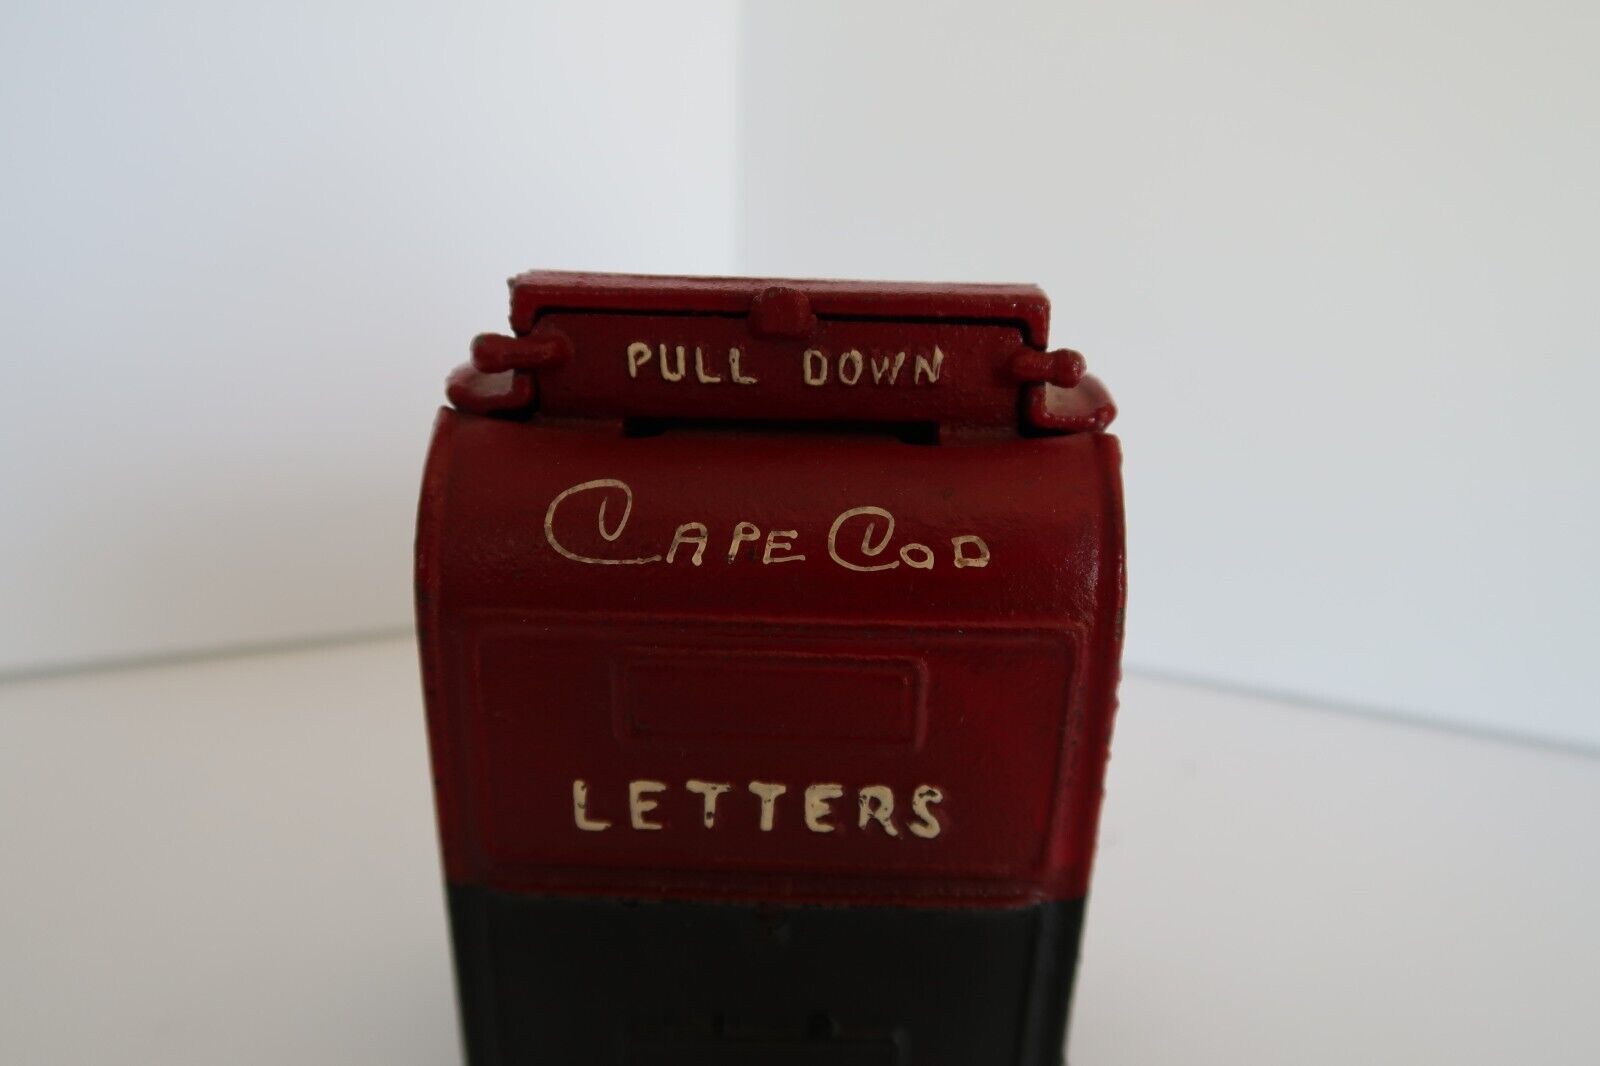 PULL DOWN
CAPE COD
LETTERS